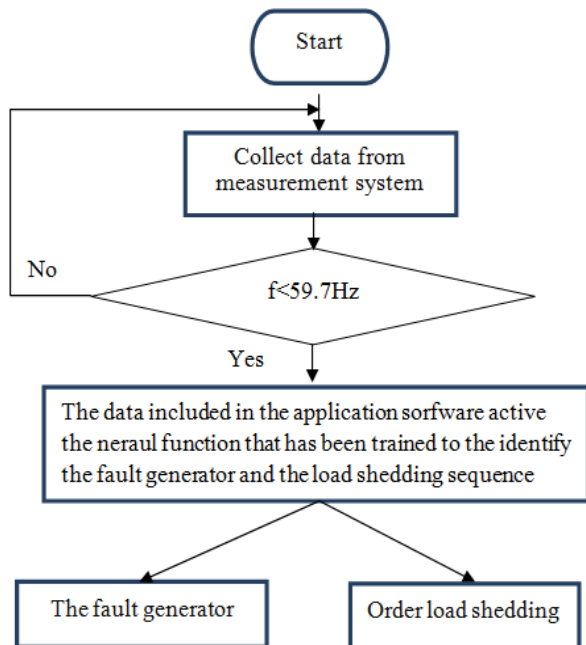 Start
Collect data from
measurement system
No
f<59.7Hz
Yes
The data included in the application sorfware active
the neraul function that has been trained to the identify
the fault generator and the load shedding sequence
The fault generator
Order load shedding